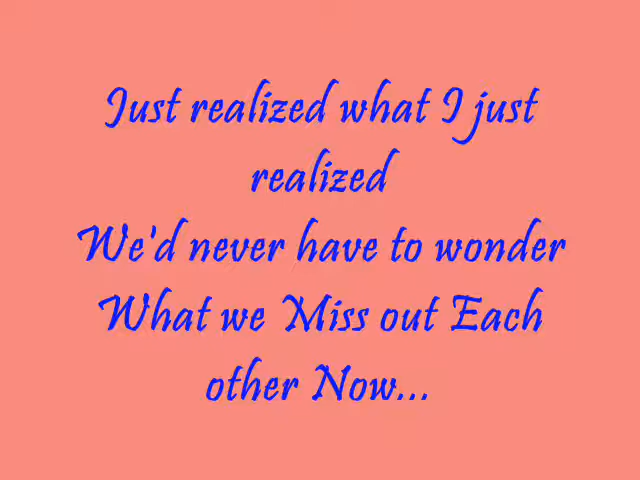 Just realized what I just
realized
We'd never have to wonder
What we Miss out Each
other Now...